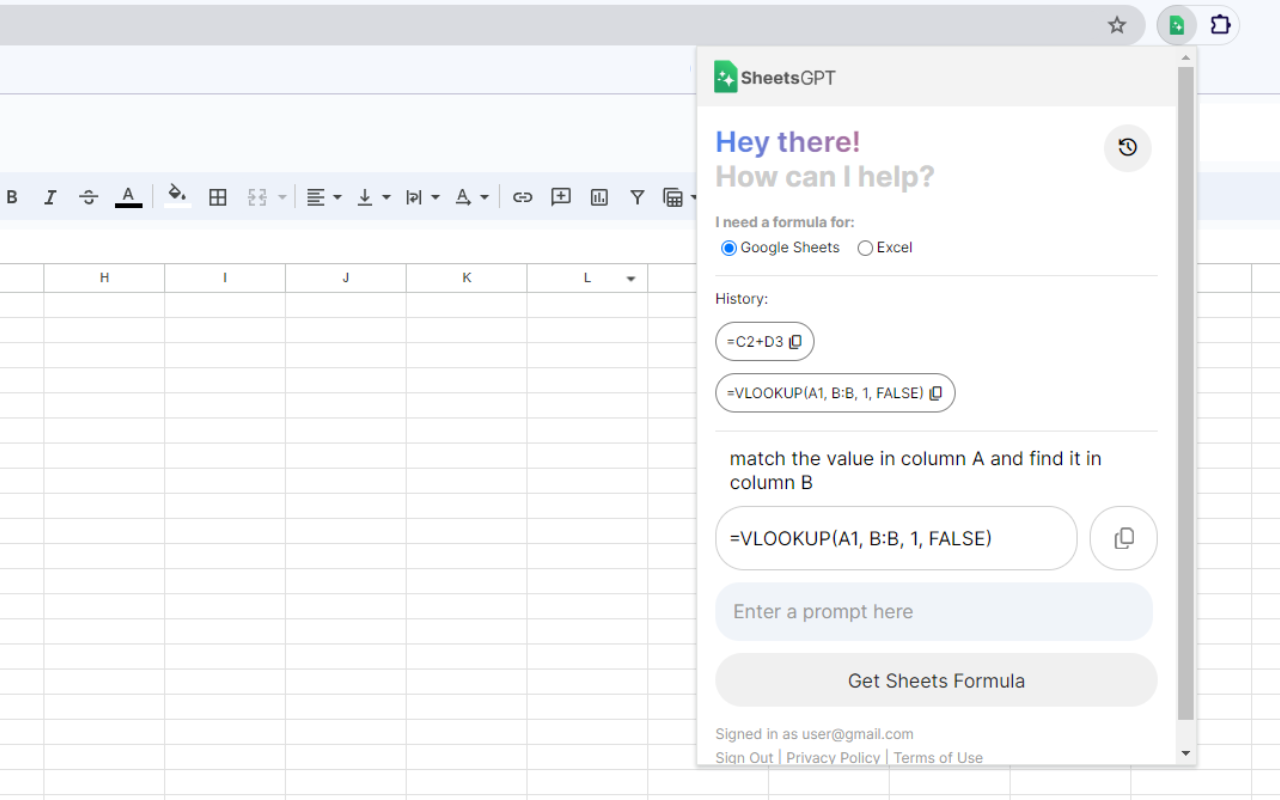 SheetsGPT
Hey there!
How can I help?
I need a formula for:
Google Sheets Excel
B I S A A
H I J K L
History:
=C2+D3
=VLOOKUP(A1, B:B, 1, FALSE)
match the value in column A and find it in
column B
=VLOOKUP(A1, B:B, 1, FALSE)
Enter a prompt here
Get Sheets Formula
Signed in as user@gmail.com
Sign Out | Privacy Policy | Terms of Use